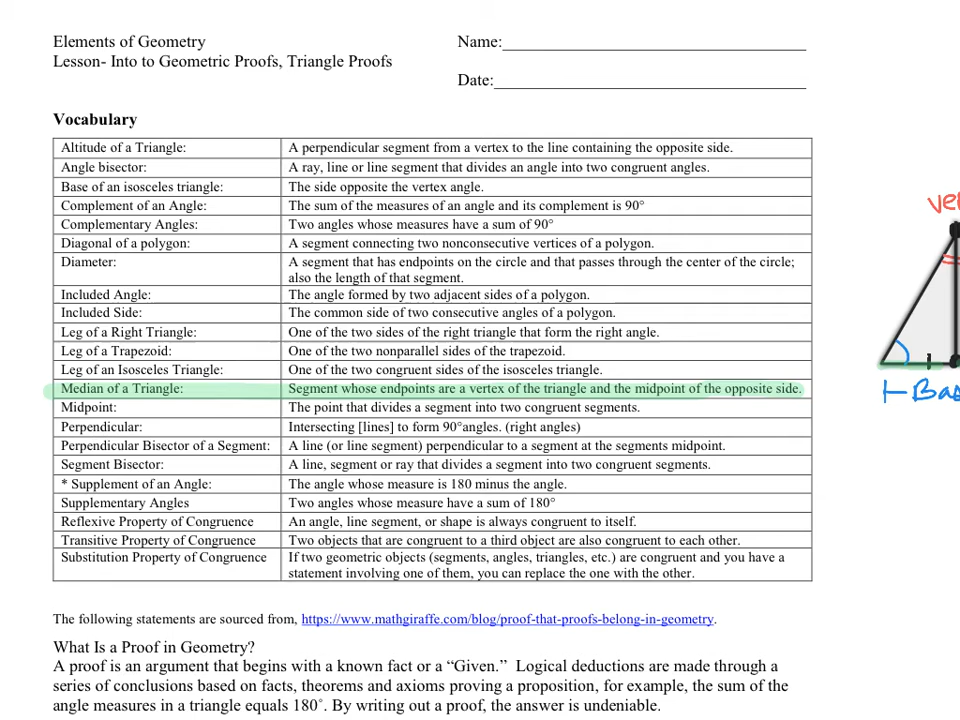 Elements of Geometry
Name:
Lesson- Into to Geometric Proofs, Triangle Proofs
Date:
Vocabulary
Altitude of a Triangle: A perpendicular segment from a vertex to the line containing the opposite side.
Angle bisector: A ray, line or line segment that divides an angle into two congruent angles.
Base of an isosceles triangle: The side opposite the vertex angle.
Complement of an Angle: The sum of the measures of an angle and its complement is 90°
Complementary Angles: Two angles whose measures have a sum of 90°
Diagonal of a polygon: A segment connecting two nonconsecutive vertices of a polygon.
Diameter: A segment that has endpoints on the circle and that passes through the center of the circle;
also the length of that segment.
Included Angle: The angle formed by two adjacent sides of a polygon.
Included Side: The common side of two consecutive angles of a polygon.
Leg of a Right Triangle: One of the two sides of the right triangle that form the right angle.
Leg of a Trapezoid: One of the two nonparallel sides of the trapezoid.
Leg of an Isosceles Triangle: One of the two congruent sides of the isosceles triangle.
Median of a Triangle: Segment whose endpoints are a vertex of the triangle and the midpoint of the opposite side.
Midpoint: The point that divides a segment into two congruent segments.
Perpendicular: Intersecting [lines] to form 90°angles. (right angles)
Perpendicular Bisector of a Segment: A line (or line segment) perpendicular to a segment at the segments midpoint.
Segment Bisector: A line, segment or ray that divides a segment into two congruent segments.
* Supplement of an Angle: The angle whose measure is 180 minus the angle.
Supplementary Angles Two angles whose measure have a sum of 180°
Reflexive Property of Congruence An angle, line segment, or shape is always congruent to itself.
Transitive Property of Congruence Two objects that are congruent to a third object are also congruent to each other.
Substitution Property of Congruence If two geometric objects (segments, angles, triangles, etc.) are congruent and you have a
statement involving one of them, you can replace the one with the other.
The following statements are sourced from, https://www.mathgiraffe.com/blog/proof-that-proofs-belong-in-geometry.
What Is a Proof in Geometry?
A proof is an argument that begins with a known fact or a “Given.” Logical deductions are made through a
series of conclusions based on facts, theorems and axioms proving a proposition, for example, the sum of the
angle measures in a triangle equals 180˚. By writing out a proof, the answer is undeniable.